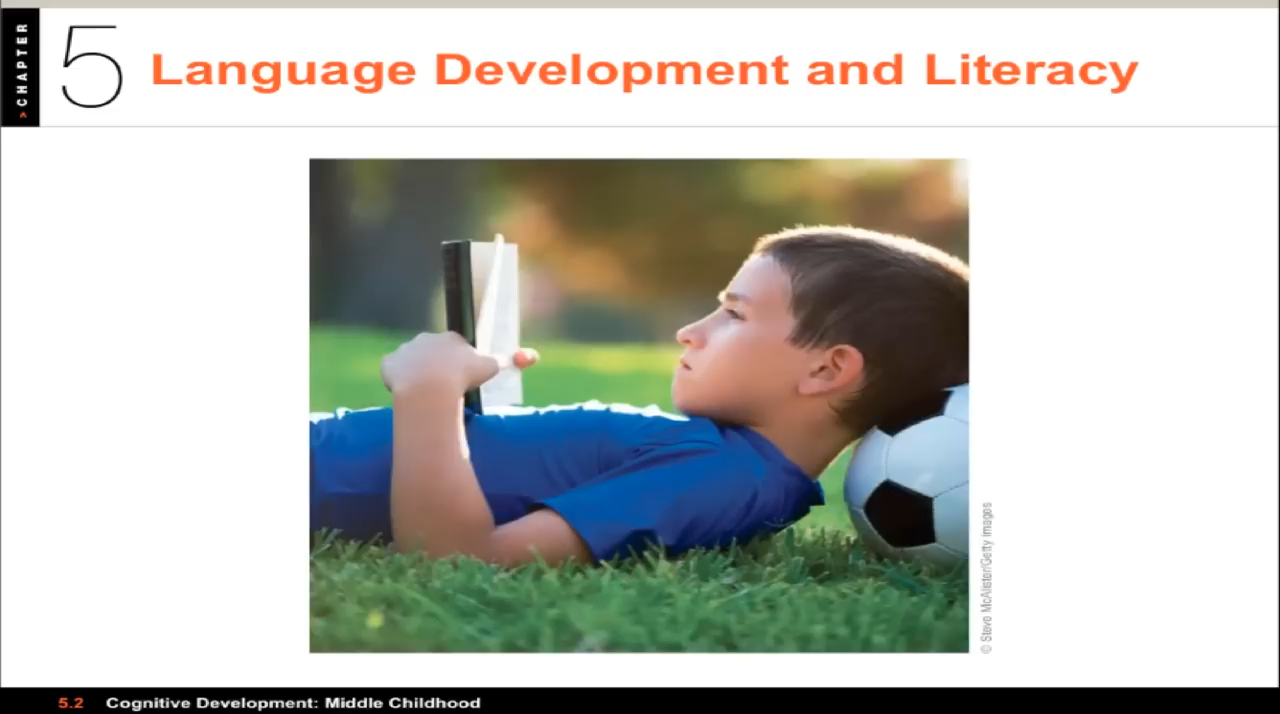 > CHAPTER
5
Language Development and Literacy
© Steve McAlister/Getty Images
5.2 Cognitive Development: Middle Childhood